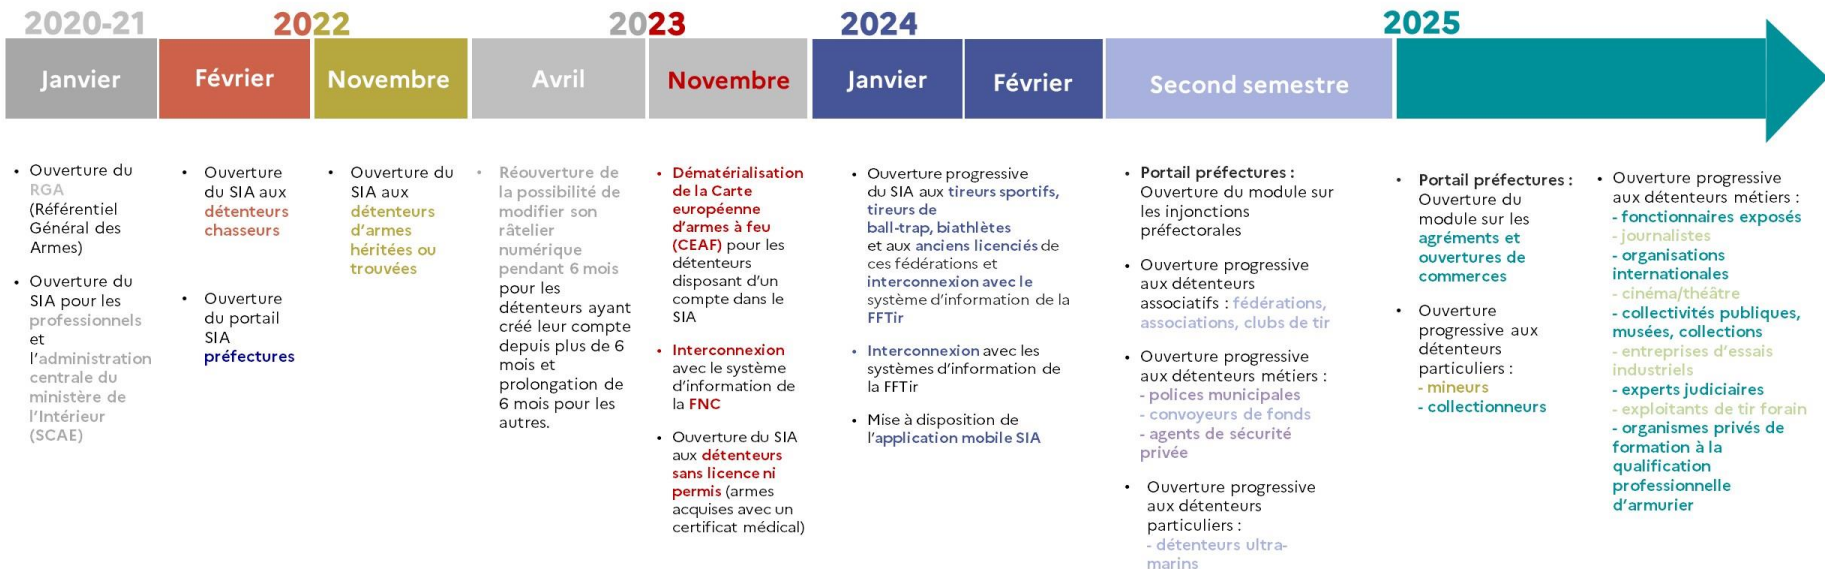 2020-21
2022
2023
2024
2025
Janvier
Février
Novembre
Avril
Novembre
Janvier
Février
Second semestre
• Ouverture du
RGA
(Référentiel
Général des
Armes)
• Ouverture du
SIA pour les
professionnels
et
l’administration
centrale du
ministère de
l’Intérieur
(SCAE)
• Ouverture
du SIA aux
détenteurs
chasseurs
• Ouverture
du portail
SIA
préfectures
• Ouverture du
SIA aux
détenteurs
d’armes
héritées ou
trouvées
• Réouverture de
la possibilité de
modifier son
râtelier
numérique
pendant 6 mois
pour les
détenteurs ayant
créé leur compte
depuis plus de 6
mois et
prolongation de
6 mois pour les
autres.
• Dématérialisation
de la Carte
européenne
d’armes à feu
(CEAF) pour les
détenteurs
disposant d’un
compte dans le
SIA
• Interconnexion
avec le système
d’information de
la FNC
• Ouverture du SIA
aux détenteurs
sans licence ni
permis (armes
acquises avec un
certificat médical)
• Ouverture progressive
du SIA aux tireurs sportifs,
tireurs de
ball-trap, biathlètes
et aux anciens licenciés de
ces fédérations et
interconnexion avec le
système d’information de la
FFTir
• Interconnexion avec les
systèmes d’information de
la FFTir
• Mise à disposition de
l’application mobile SIA
• Portail préfectures :
Ouverture du module sur
les injonctions
préfectorales
• Ouverture progressive
aux détenteurs
associatifs : fédérations,
associations, clubs de tir
• Ouverture progressive
aux détenteurs métiers :
- polices municipales
- convoyeurs de fonds
- agents de sécurité
privée
• Ouverture progressive
aux détenteurs
particuliers :
- détenteurs ultra-
marins
• Portail préfectures :
Ouverture du
module sur les
agréments et
ouvertures de
commerces
• Ouverture
progressive aux
détenteurs
particuliers :
- mineurs
- collectionneurs
• Ouverture progressive
aux détenteurs métiers :
- fonctionnaires exposés
- journalistes
- organisations
internationales
- cinéma/théâtre
- collectivités publiques,
musées, collections
- entreprises d’essais
industriels
- experts judiciaires
- exploitants de tir forain
- organismes privés de
formation à la
qualification
professionnelle
d’armurier